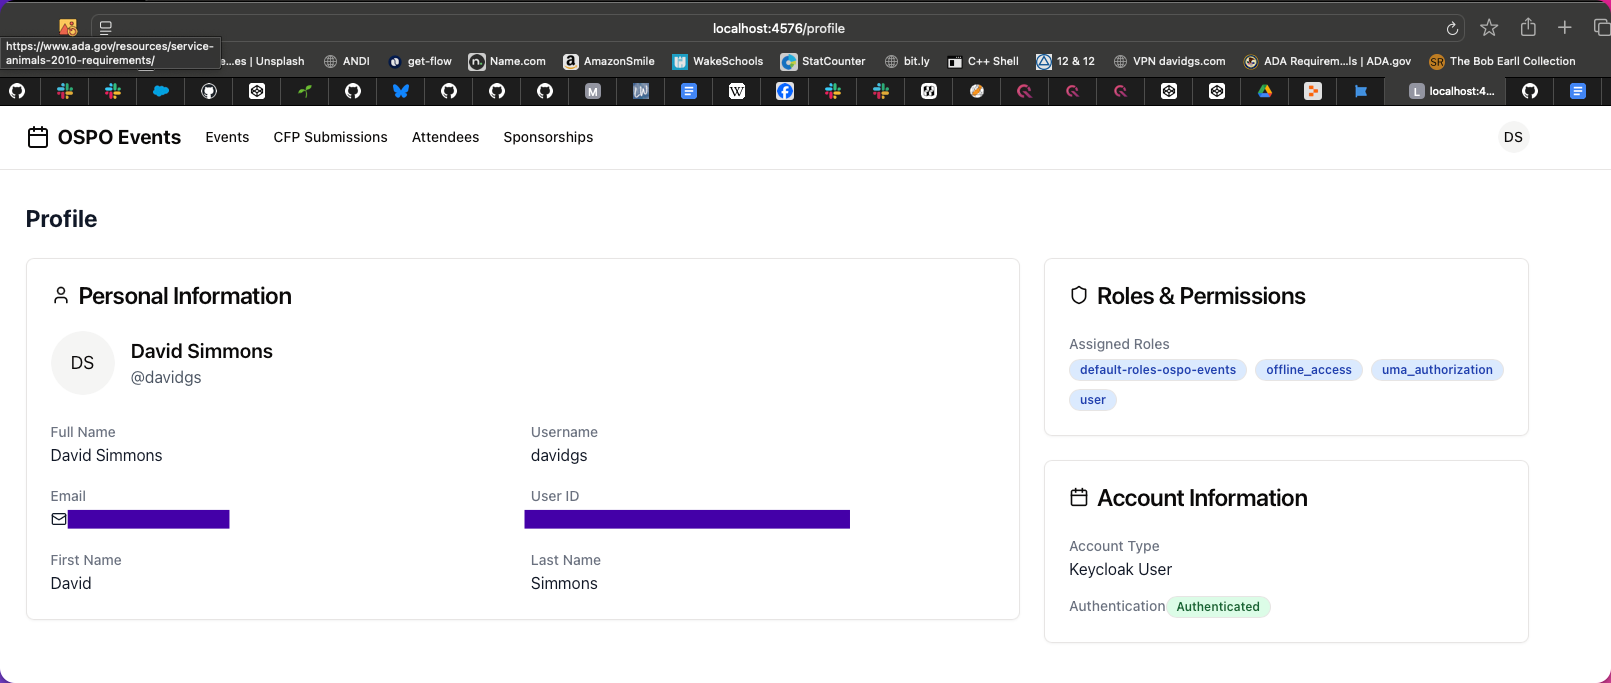 localhost:4576/profile
https://www.ada.gov/resources/service-
animals-2010-requirements/
e...es | Unsplash ANDI get-flow Name.com AmazonSmile WakeSchools StatCounter bit.ly C++ Shell 12 & 12 VPN davidgs.com ADA Requirem...ls | ADA.gov SR The Bob Earll Collection
M W L localhost:4...
OSPO Events Events CFP Submissions Attendees Sponsorships DS
Profile
Personal Information
DS
David Simmons
@davidgs
Full Name Username
David Simmons davidgs
Email User ID
First Name Last Name
David Simmons
Roles & Permissions
Assigned Roles
default-roles-ospo-events offline_access uma_authorization
user
Account Information
Account Type
Keycloak User
Authentication Authenticated